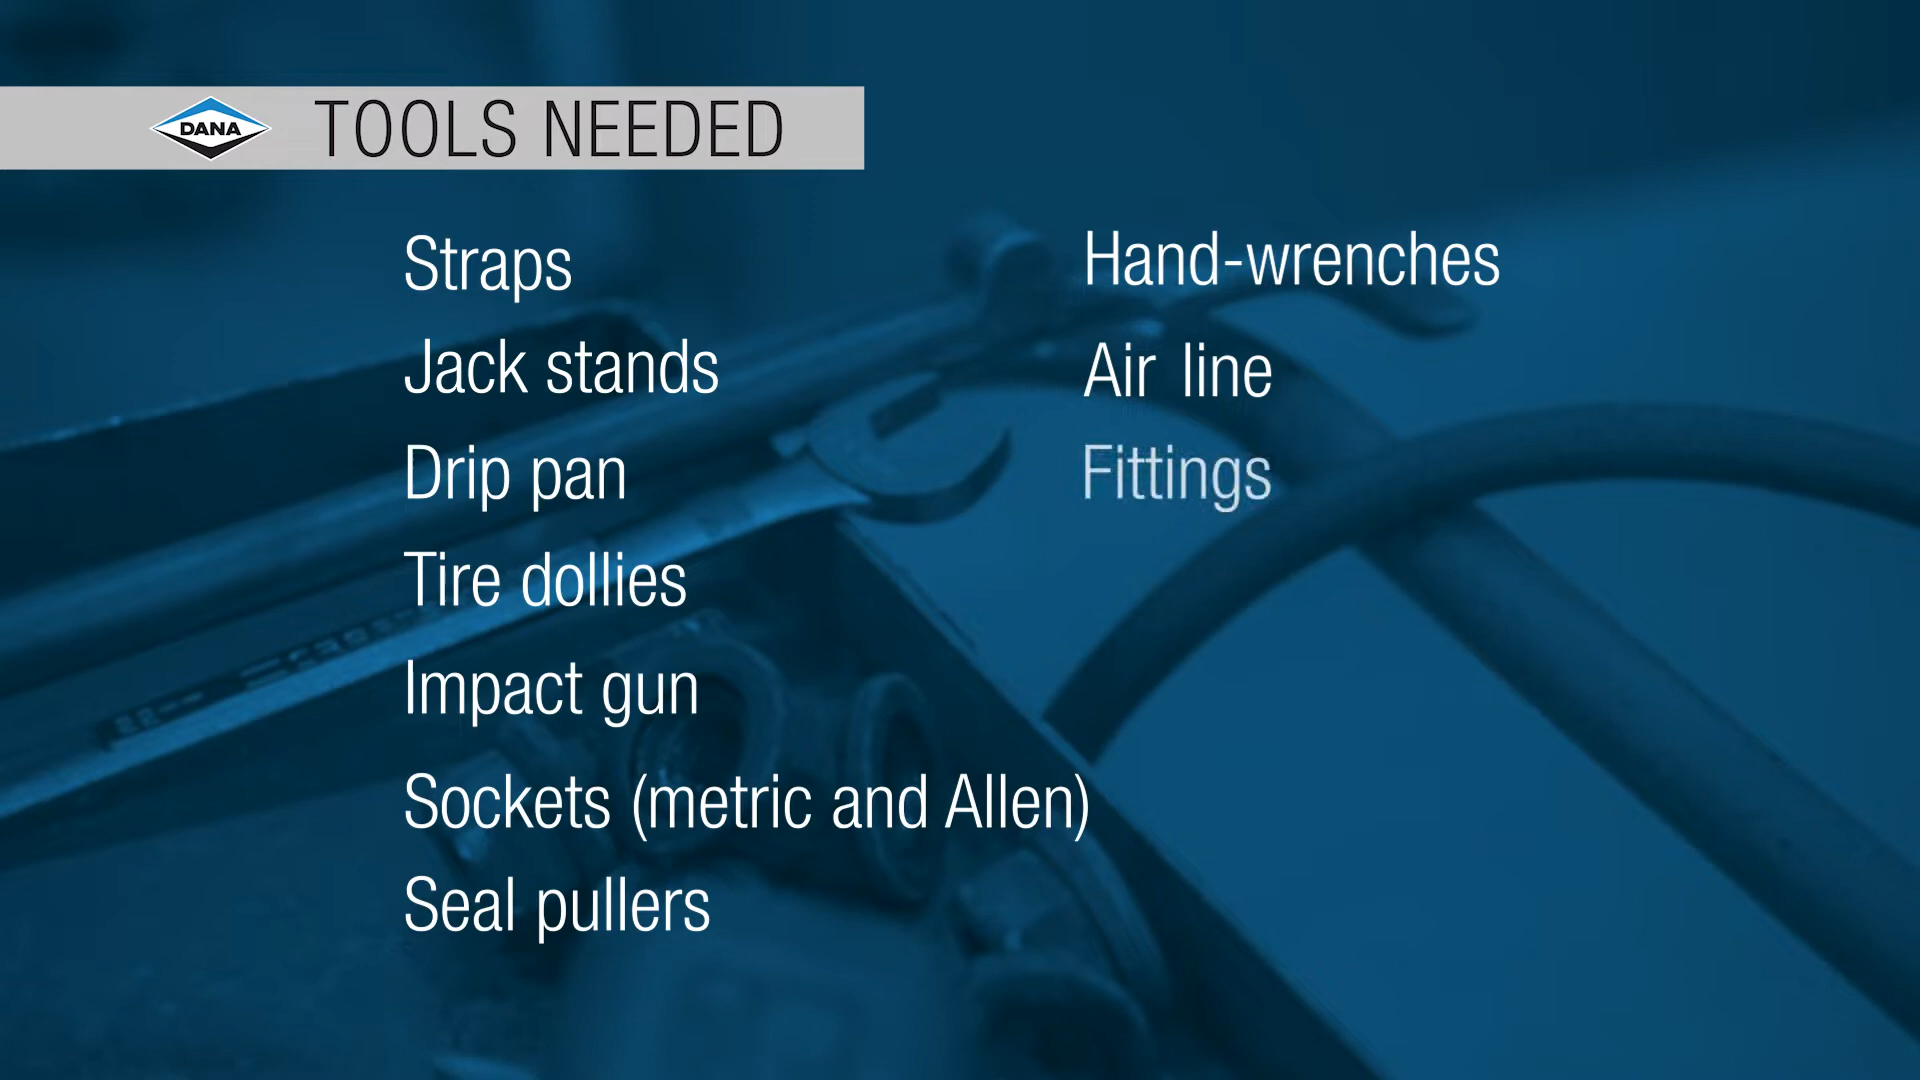 DANA
TOOLS NEEDED
Straps
Jack stands
Drip pan
Tire dollies
Impact gun
Sockets (metric and Allen)
Seal pullers
Hand-wrenches
Air line
Fittings